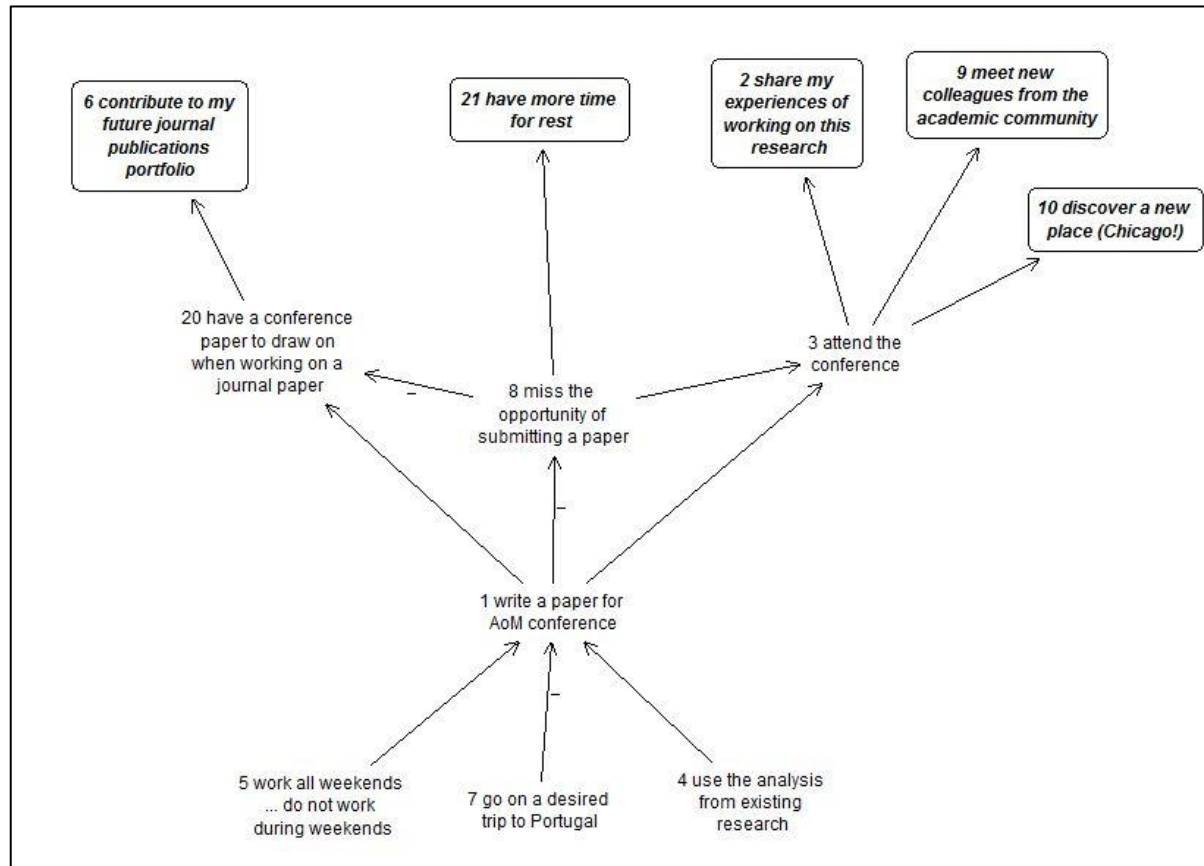 6 contribute to my
future journal
publications
portfolio
21 have more time
for rest
2 share my
experiences of
working on this
research
9 meet new
colleagues from the
academic community
10 discover a new
place (Chicago!)
20 have a conference
paper to draw on
when working on a
journal paper
8 miss the
opportunity of
submitting a paper
3 attend the
conference
–
–
1 write a paper for
AoM conference
–
5 work all weekends
... do not work
during weekends
7 go on a desired
trip to Portugal
4 use the analysis
from existing
research